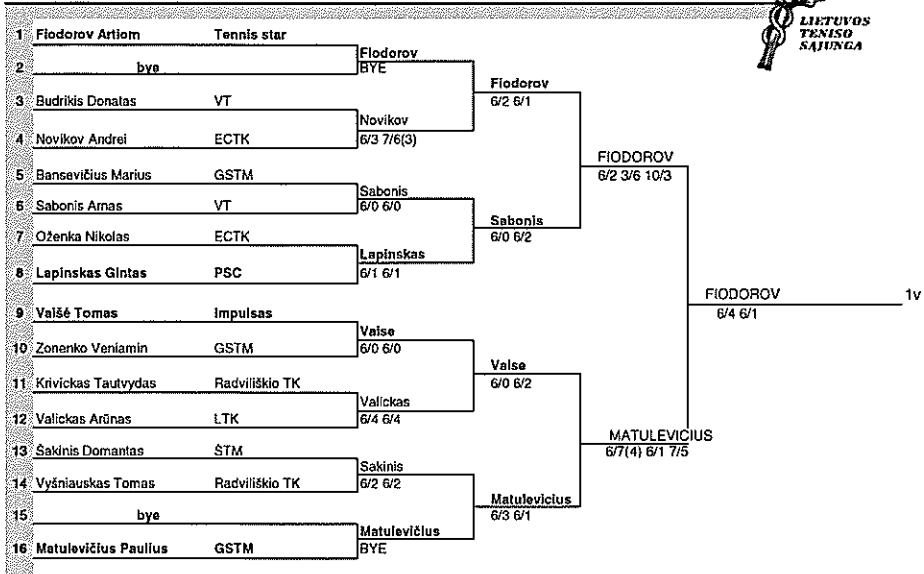 LIETUVOS
TENISO
SĄJUNGA
1 Fiodorov Artiom Tennis star
Fiodorov
2 bye BYE
Fiodorov
3 Budrikis Donatas VT 6/2 6/1
Novikov
4 Novikov Andrei ECTK 6/3 7/6(3)
FIODOROV
5 Bansevičius Marius GSTM 6/2 3/6 10/3
Sabonis
6 Sabonis Arnas VT 6/0 6/0
Sabonis
7 Oženka Nikolas ECTK 6/0 6/2
Lapinskas
8 Lapinskas Gintas PSC 6/1 6/1
FIODOROV 1v
9 Vaišė Tomas Impulsas 6/4 6/1
Vaise
10 Zonenko Veniamin GSTM 6/0 6/0
Vaise
11 Krivickas Tautvydas Radviliškio TK 6/0 6/2
Valickas
12 Valickas Arūnas LTK 6/4 6/4
MATULEVICIUS
13 Šakinis Domantas ŠTM 6/7(4) 6/1 7/5
Sakinis
14 Vyšniauskas Tomas Radviliškio TK 6/2 6/2
Matulevicius
15 bye 6/3 6/1
Matulevičius
16 Matulevičius Paulius GSTM BYE